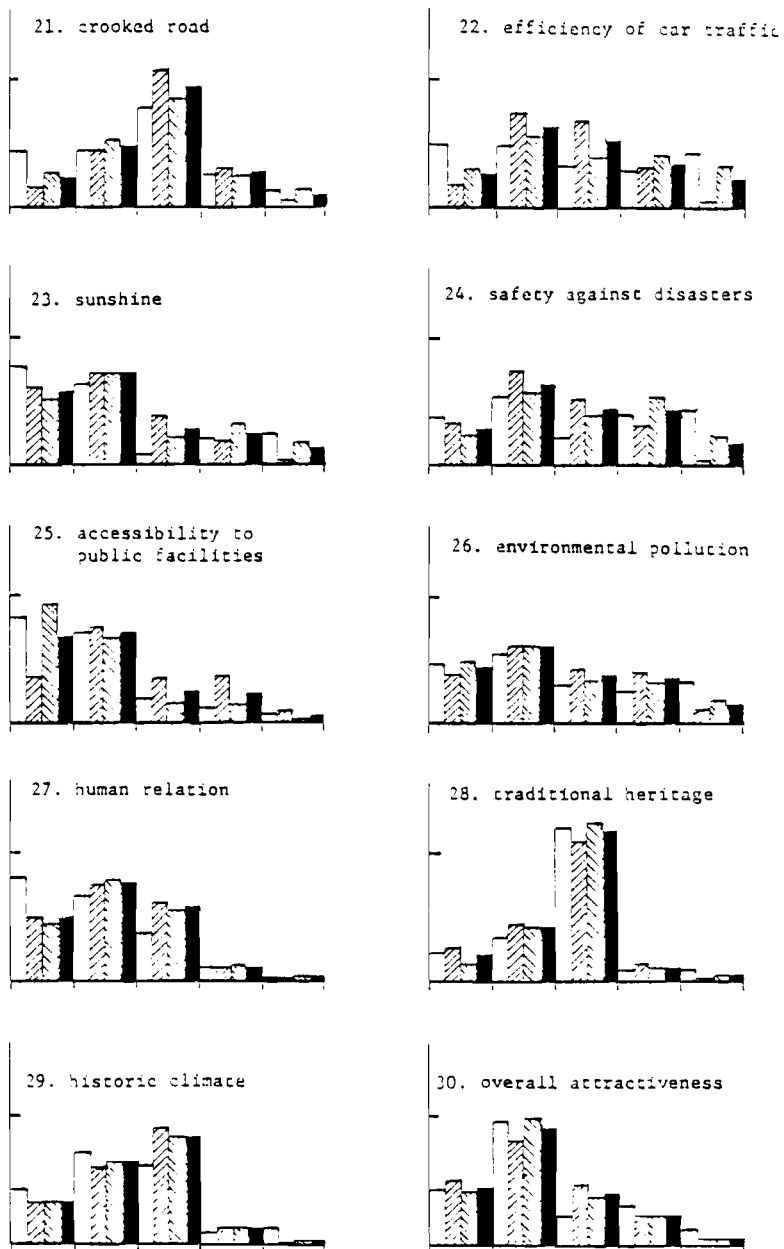 21. crooked road
22. efficiency of car traffic
23. sunshine
24. safety against disasters
25. accessibility to
public facilities
26. environmental pollution
27. human relation
28. traditional heritage
29. historic climate
30. overall attractiveness